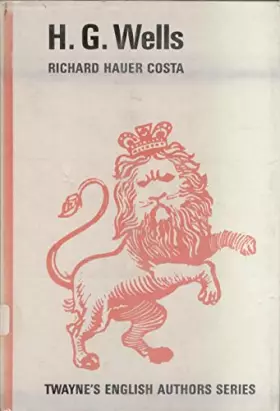 H. G. Wells
RICHARD HAUER COSTA
TWAYNE'S ENGLISH AUTHORS SERIES